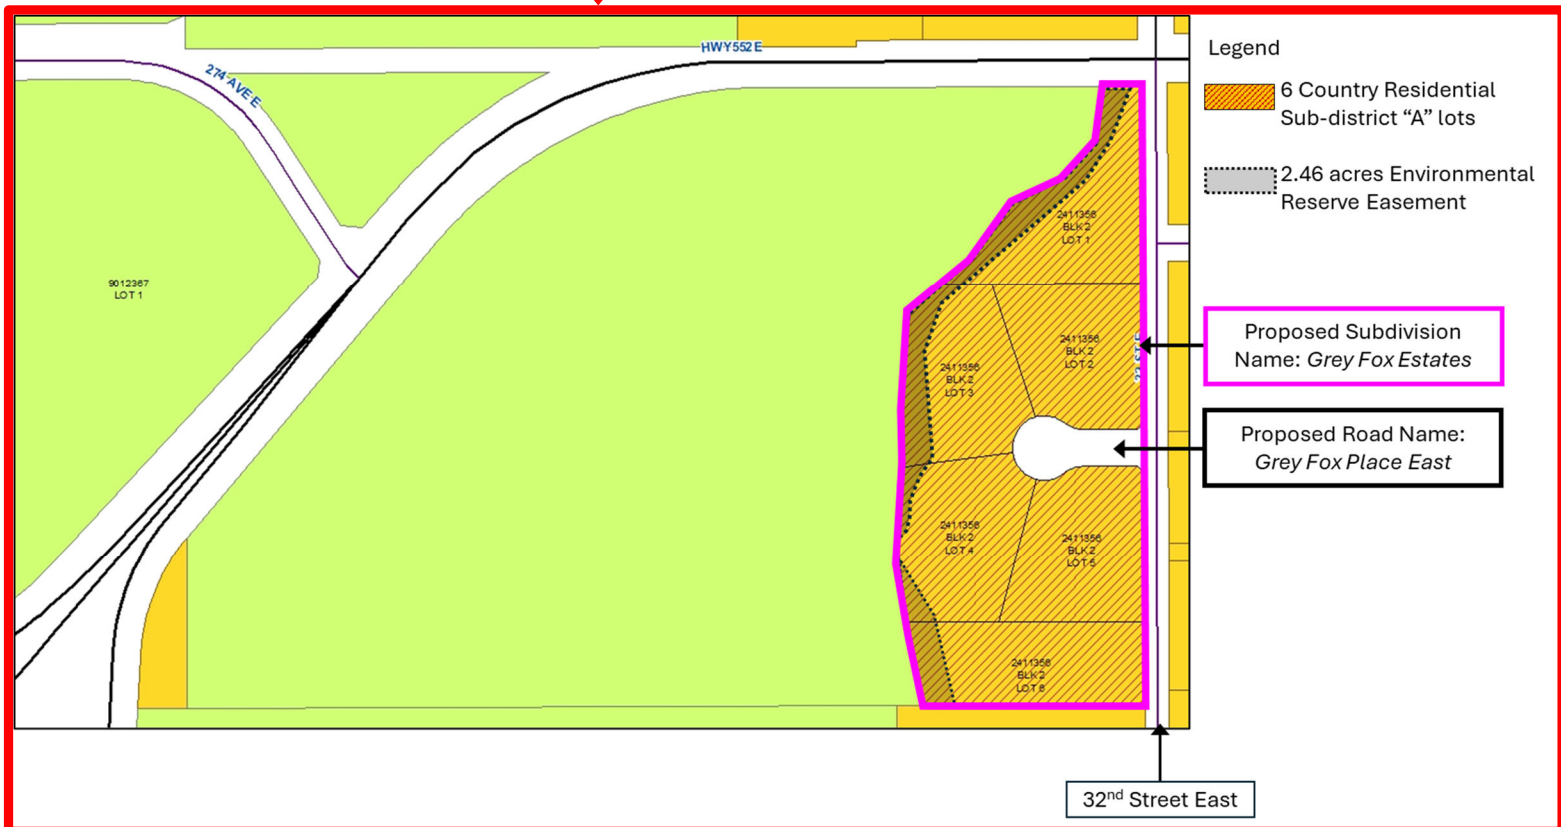 HWY 552 E
274 AVE E
Legend
6 Country Residential
Sub-district “A” lots
2.46 acres Environmental
Reserve Easement
2411356
BLK 2
LOT 1
9012367
LOT 1
Proposed Subdivision
Name: Grey Fox Estates
2411356
BLK 2
LOT 2
2411356
BLK 2
LOT 3
Proposed Road Name:
Grey Fox Place East
2411356
BLK 2
LOT 4
2411356
BLK 2
LOT 5
2411356
BLK 2
LOT 6
32nd Street East